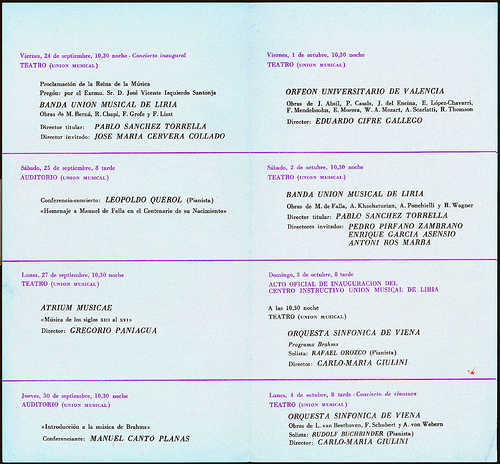 Viernes, 24 de septiembre, 10,30 noche - Concierto inaugural
TEATRO (UNION MUSICAL)
Proclamación de la Reina de la Música
Pregón: por el Exmo. Sr. D. José Vicente Izquierdo Santonja
BANDA UNION MUSICAL DE LIRIA
Obras de M. Berná, R. Chapí, F. Grofe y F. Liszt
Director titular: PABLO SANCHEZ TORRELLA
Director invitado: JOSE MARIA CERVERA COLLADO
Sábado, 25 de septiembre, 8 tarde
AUDITORIO (UNION MUSICAL)
Conferencia-concierto: LEOPOLDO QUEROL (Pianista)
«Homenaje a Manuel de Falla en el Centenario de su Nacimiento»
Lunes, 27 de septiembre, 10,30 noche
TEATRO (UNION MUSICAL)
ATRIUM MUSICAE
«Música de los siglos XIII al XVI»
Director: GREGORIO PANIAGUA
Jueves, 30 de septiembre, 10,30 noche
AUDITORIO (UNION MUSICAL)
«Introducción a la música de Brahms»
Conferenciante: MANUEL CANTO PLANAS
Viernes, 1 de octubre, 10,30 noche
TEATRO (UNION MUSICAL)
ORFEON UNIVERSITARIO DE VALENCIA
Obras de J. Abril, P. Casals, J. del Encina, E. López-Chavarri,
F. Mendelssohn, E. Morera, W. A. Mozart, A. Scarlatti, R. Thomson
Director: EDUARDO CIFRE GALLEGO
Sábado, 2 de octubre, 10,30 noche
TEATRO (UNION MUSICAL)
BANDA UNION MUSICAL DE LIRIA
Obras de M. de Falla, A. Khachaturian, A. Ponchielli y R. Wagner
Director titular: PABLO SANCHEZ TORRELLA
Directores invitados: PEDRO PIRFANO ZAMBRANO
ENRIQUE GARCIA ASENSIO
ANTONI ROS MARBA
Domingo, 3 de octubre, 8 tarde
ACTO OFICIAL DE INAUGURACION DEL
CENTRO INSTRUCTIVO UNION MUSICAL DE LIRIA
A las 10,30 noche
TEATRO (UNION MUSICAL)
ORQUESTA SINFONICA DE VIENA
Programa Brahms
Solista: RAFAEL OROZCO (Pianista)
Director: CARLO-MARIA GIULINI
Lunes, 4 de octubre, 8 tarde - Concierto de clausura
TEATRO (UNION MUSICAL)
ORQUESTA SINFONICA DE VIENA
Obras de L. van Beethoven, F. Schubert y A. von Webern
Solista: RUDOLF BUCHBINDER (Pianista)
Director: CARLO-MARIA GIULINI